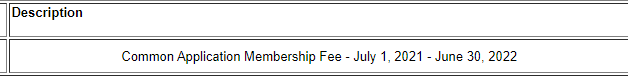 Description
Common Application Membership Fee - July 1, 2021 - June 30, 2022